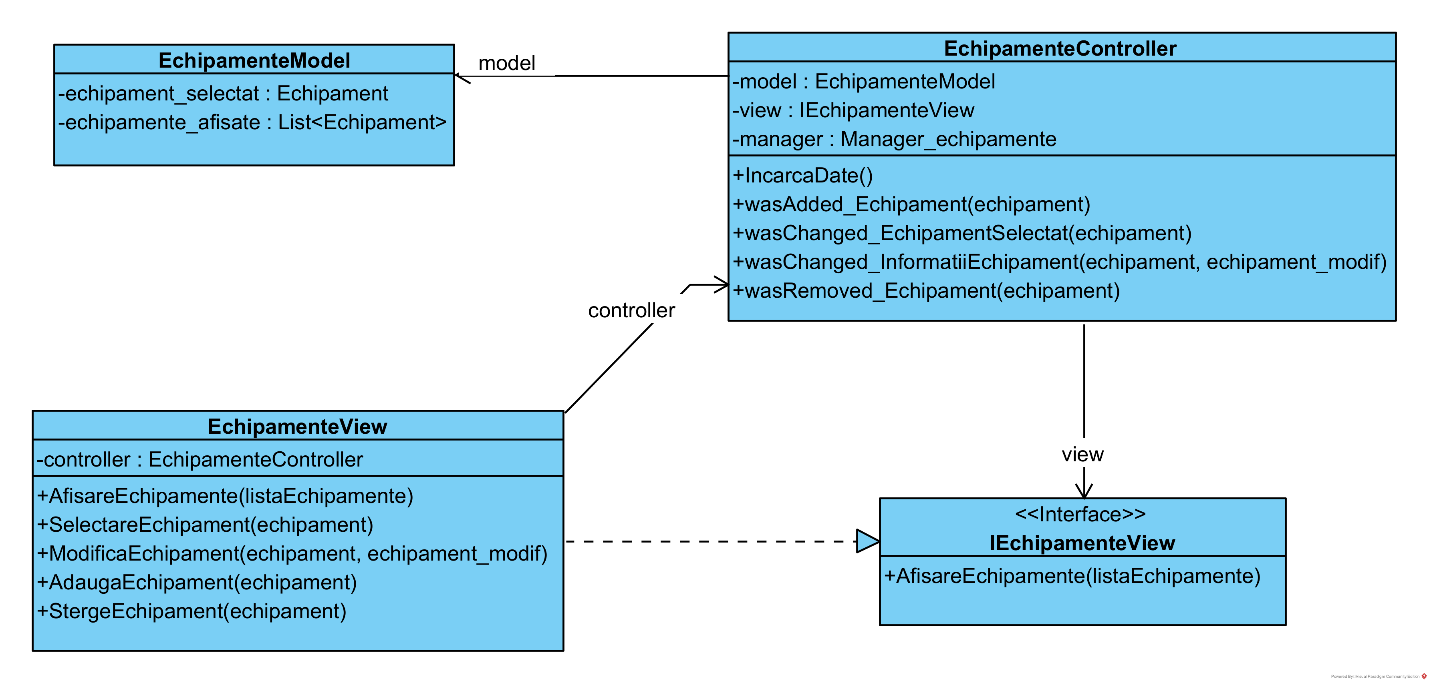 EchipamenteModel
-echipament_selectat : Echipament
-echipamente_afisate : List<Echipament>
model
EchipamenteController
-model : EchipamenteModel
-view : IEchipamenteView
-manager : Manager_echipamente
+IncarcaDate()
+wasAdded_Echipament(echipament)
+wasChanged_EchipamentSelectat(echipament)
+wasChanged_InformatiiEchipament(echipament, echipament_modif)
+wasRemoved_Echipament(echipament)
controller
EchipamenteView
-controller : EchipamenteController
+AfisareEchipamente(listaEchipamente)
+SelectareEchipament(echipament)
+ModificaEchipament(echipament, echipament_modif)
+AdaugaEchipament(echipament)
+StergeEchipament(echipament)
view
<<Interface>>
IEchipamenteView
+AfisareEchipamente(listaEchipamente)